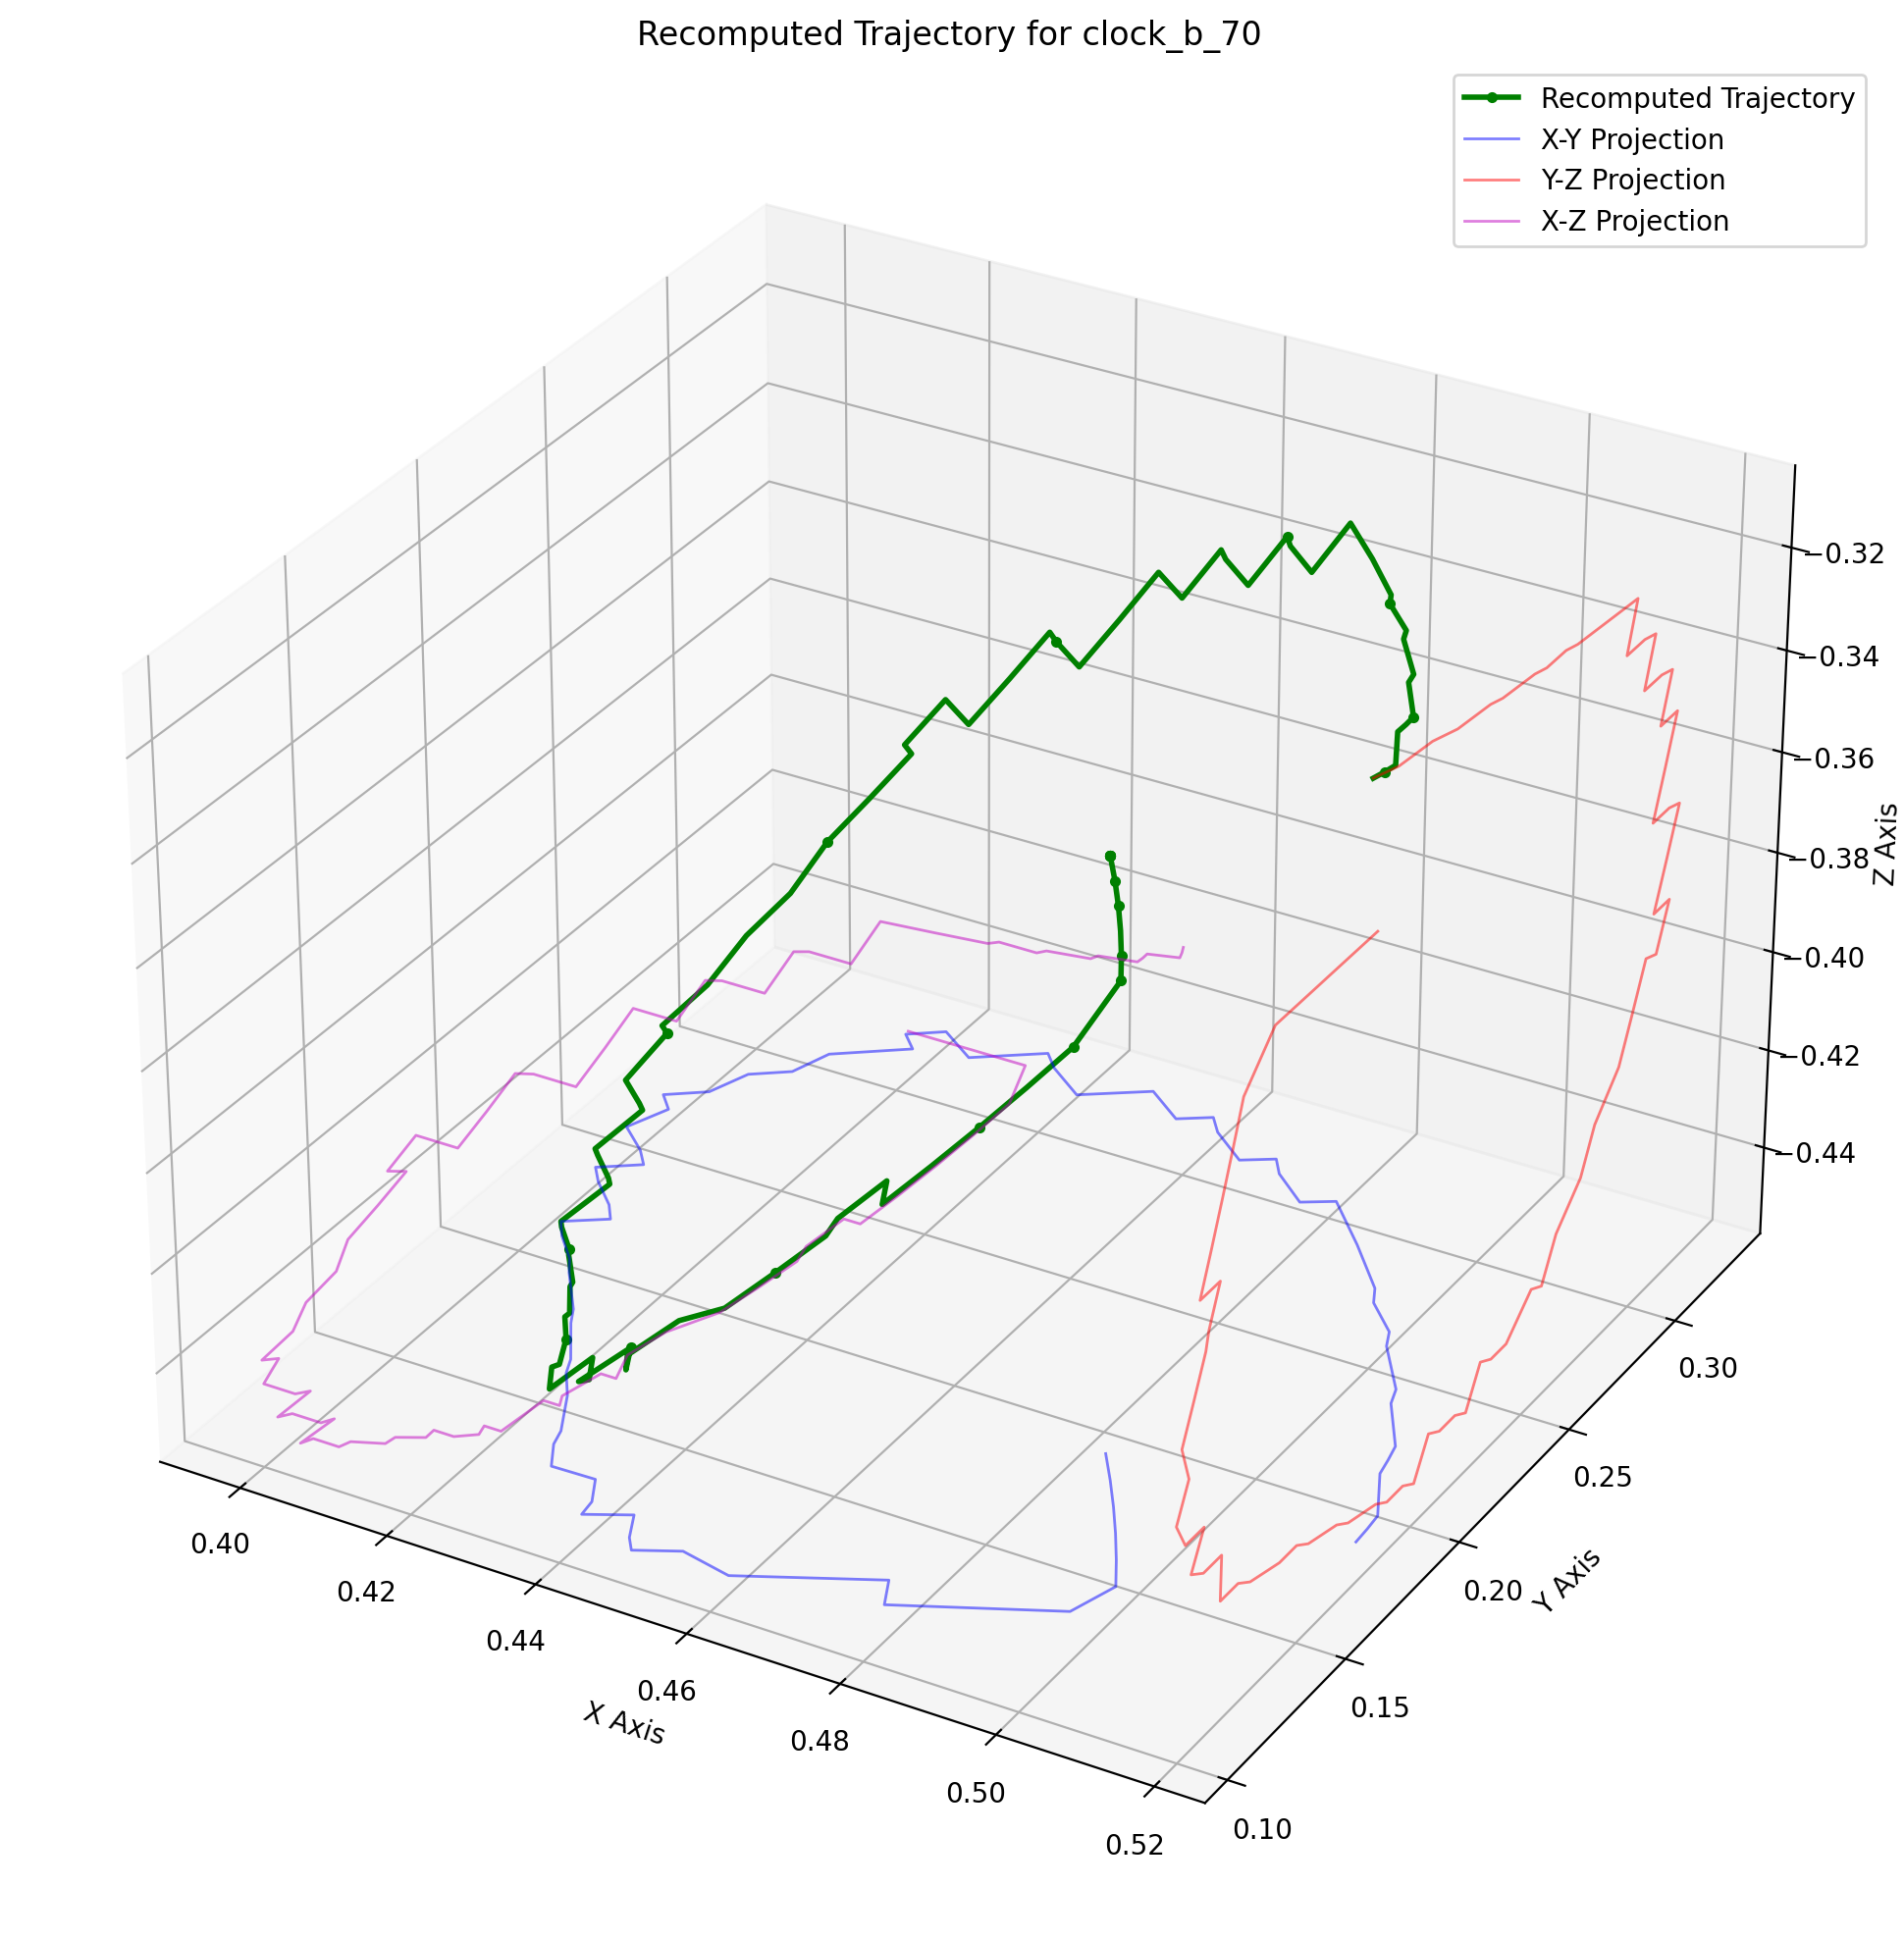 Recomputed Trajectory for clock_b_70
Recomputed Trajectory
X-Y Projection
Y-Z Projection
X-Z Projection
−0.32
−0.34
−0.36
−0.38
−0.40
−0.42
−0.44
Z Axis
0.30
0.25
0.20
0.15
0.10
Y Axis
0.40
0.42
0.44
0.46
0.48
0.50
0.52
X Axis